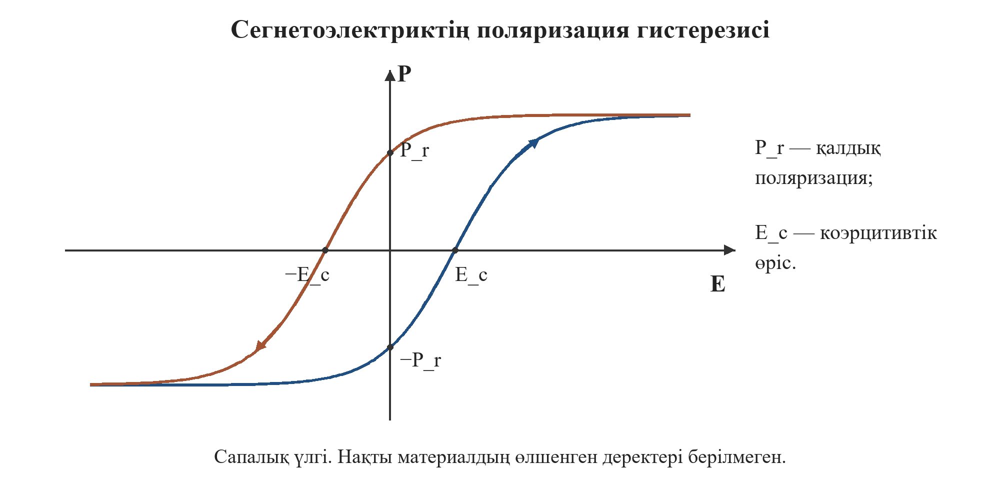 Сегнетоэлектриктің поляризация гистерезисі
P
P_r
P_r — қалдық
поляризация;
E_c — коэрцитивтік
өріс.
−E_c
E_c
E
−P_r
Сапалық үлгі. Нақты материалдың өлшенген деректері берілмеген.